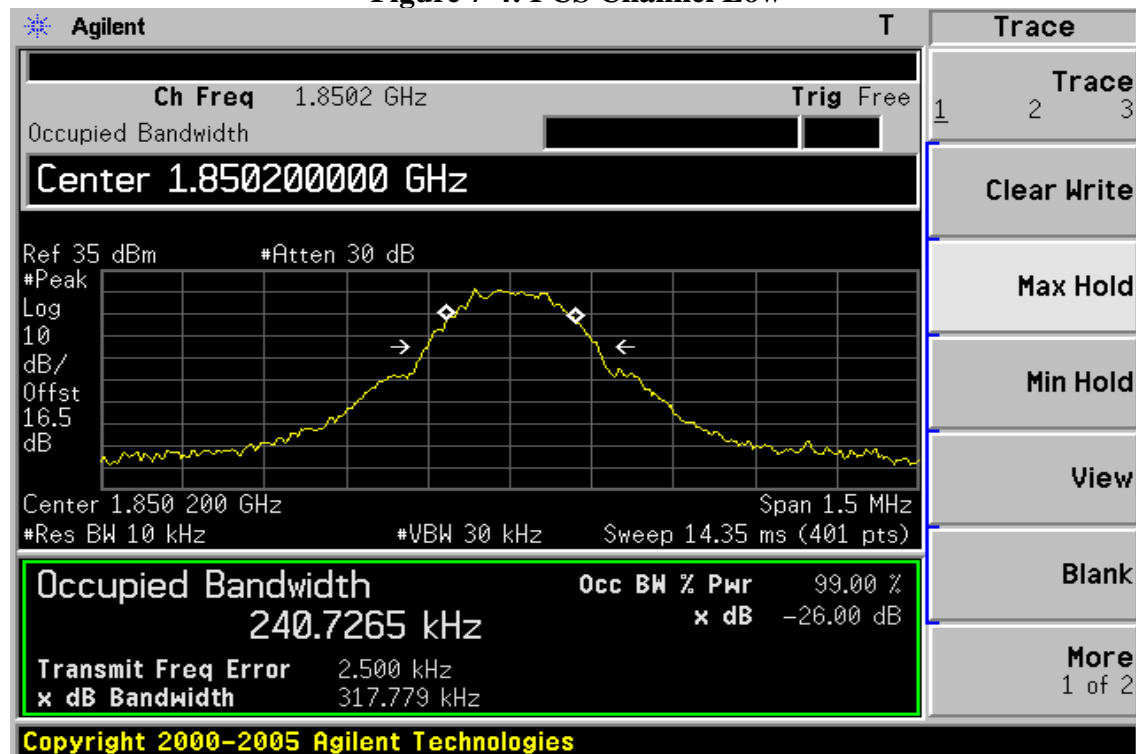 Agilent T Trace
Ch Freq 1.8502 GHz Trig Free
Occupied Bandwidth
Center 1.850200000 GHz
Ref 35 dBm #Atten 30 dB
#Peak
Log
10
dB/
Offst
16.5
dB
Center 1.850 200 GHz Span 1.5 MHz
#Res BW 10 kHz #VBW 30 kHz Sweep 14.35 ms (401 pts)
Occupied Bandwidth Occ BW % Pwr 99.00 %
240.7265 kHz x dB -26.00 dB
Transmit Freq Error 2.500 kHz
x dB Bandwidth 317.779 kHz
Copyright 2000-2005 Agilent Technologies
Trace
1 2 3
Clear Write
Max Hold
Min Hold
View
Blank
More
1 of 2